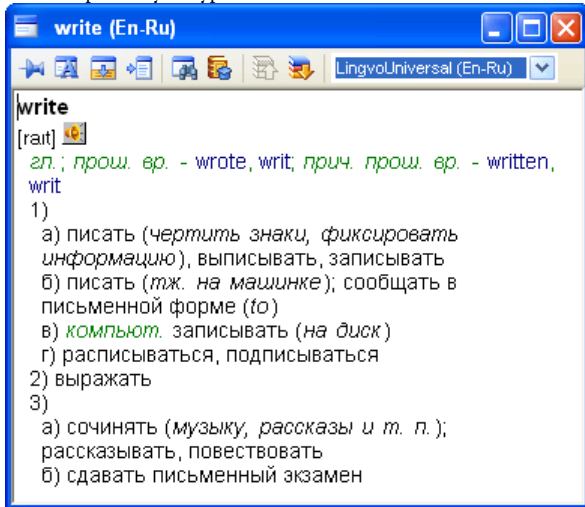 write (En-Ru)
LingvoUniversal (En-Ru)
write
[raɪt]
гл.; прош. вр. - wrote, writ; прич. прош. вр. - written,
writ
1)
а) писать (чертить знаки, фиксировать
информацию), выписывать, записывать
б) писать (тж. на машинке); сообщать в
письменной форме (to)
в) компьют. записывать (на диск)
г) расписываться, подписываться
2) выражать
3)
а) сочинять (музыку, рассказы и т. п.);
рассказывать, повествовать
б) сдавать письменный экзамен